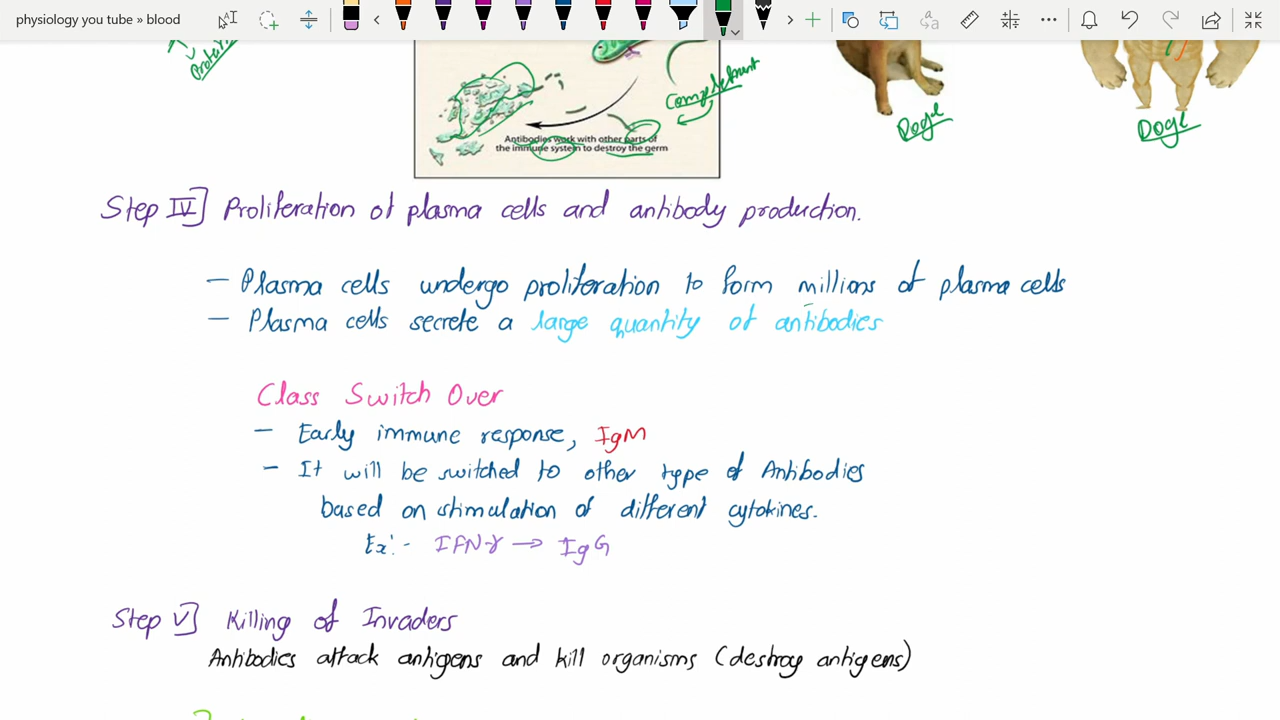 physiology you tube » blood
Protein
Complement
Antibodies work with other parts of
the immune system to destroy the germ
Doge
Doge
Step IV] Proliferation of plasma cells and antibody production.
– Plasma cells undergo proliferation to form millions of plasma cells
– Plasma cells secrete a large quantity of antibodies
Class Switch Over
– Early immune response, IgM
– It will be switched to other type of Antibodies
based on stimulation of different cytokines.
Ex:- IFN-γ → IgG
Step V] Killing of Invaders
Antibodies attack antigens and kill organisms (destroy antigens)